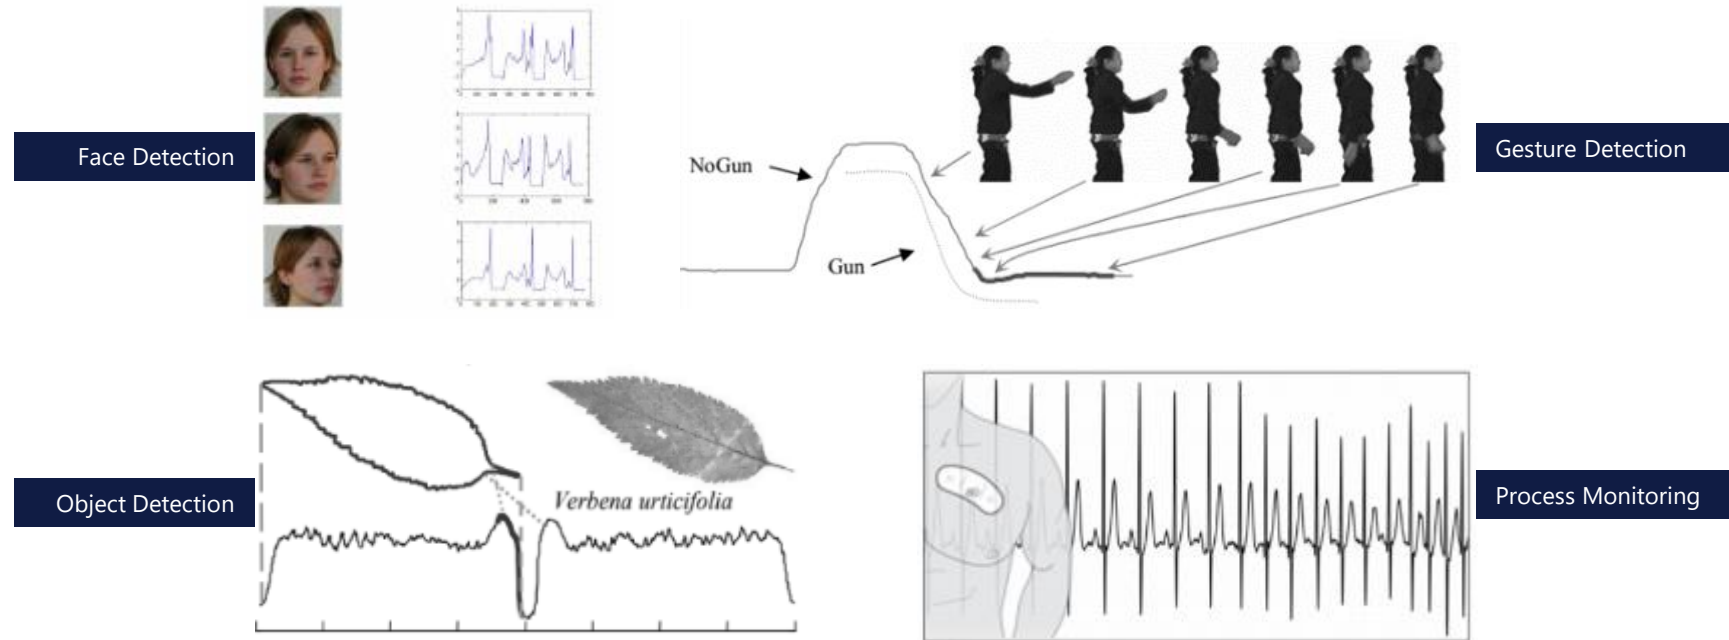 Face Detection
NoGun
Gun
Gesture Detection
Object Detection
Verbena urticifolia
Process Monitoring